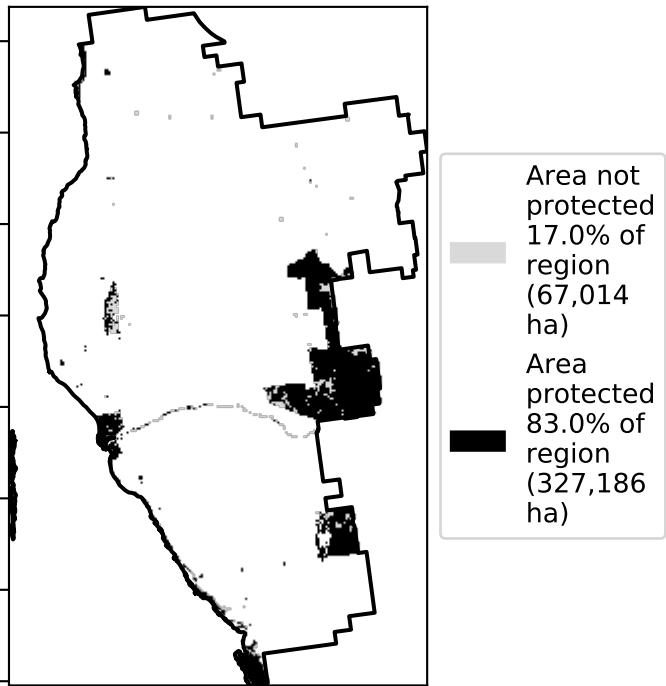 Area not
protected
17.0% of
region
(67,014
ha)
Area
protected
83.0% of
region
(327,186
ha)